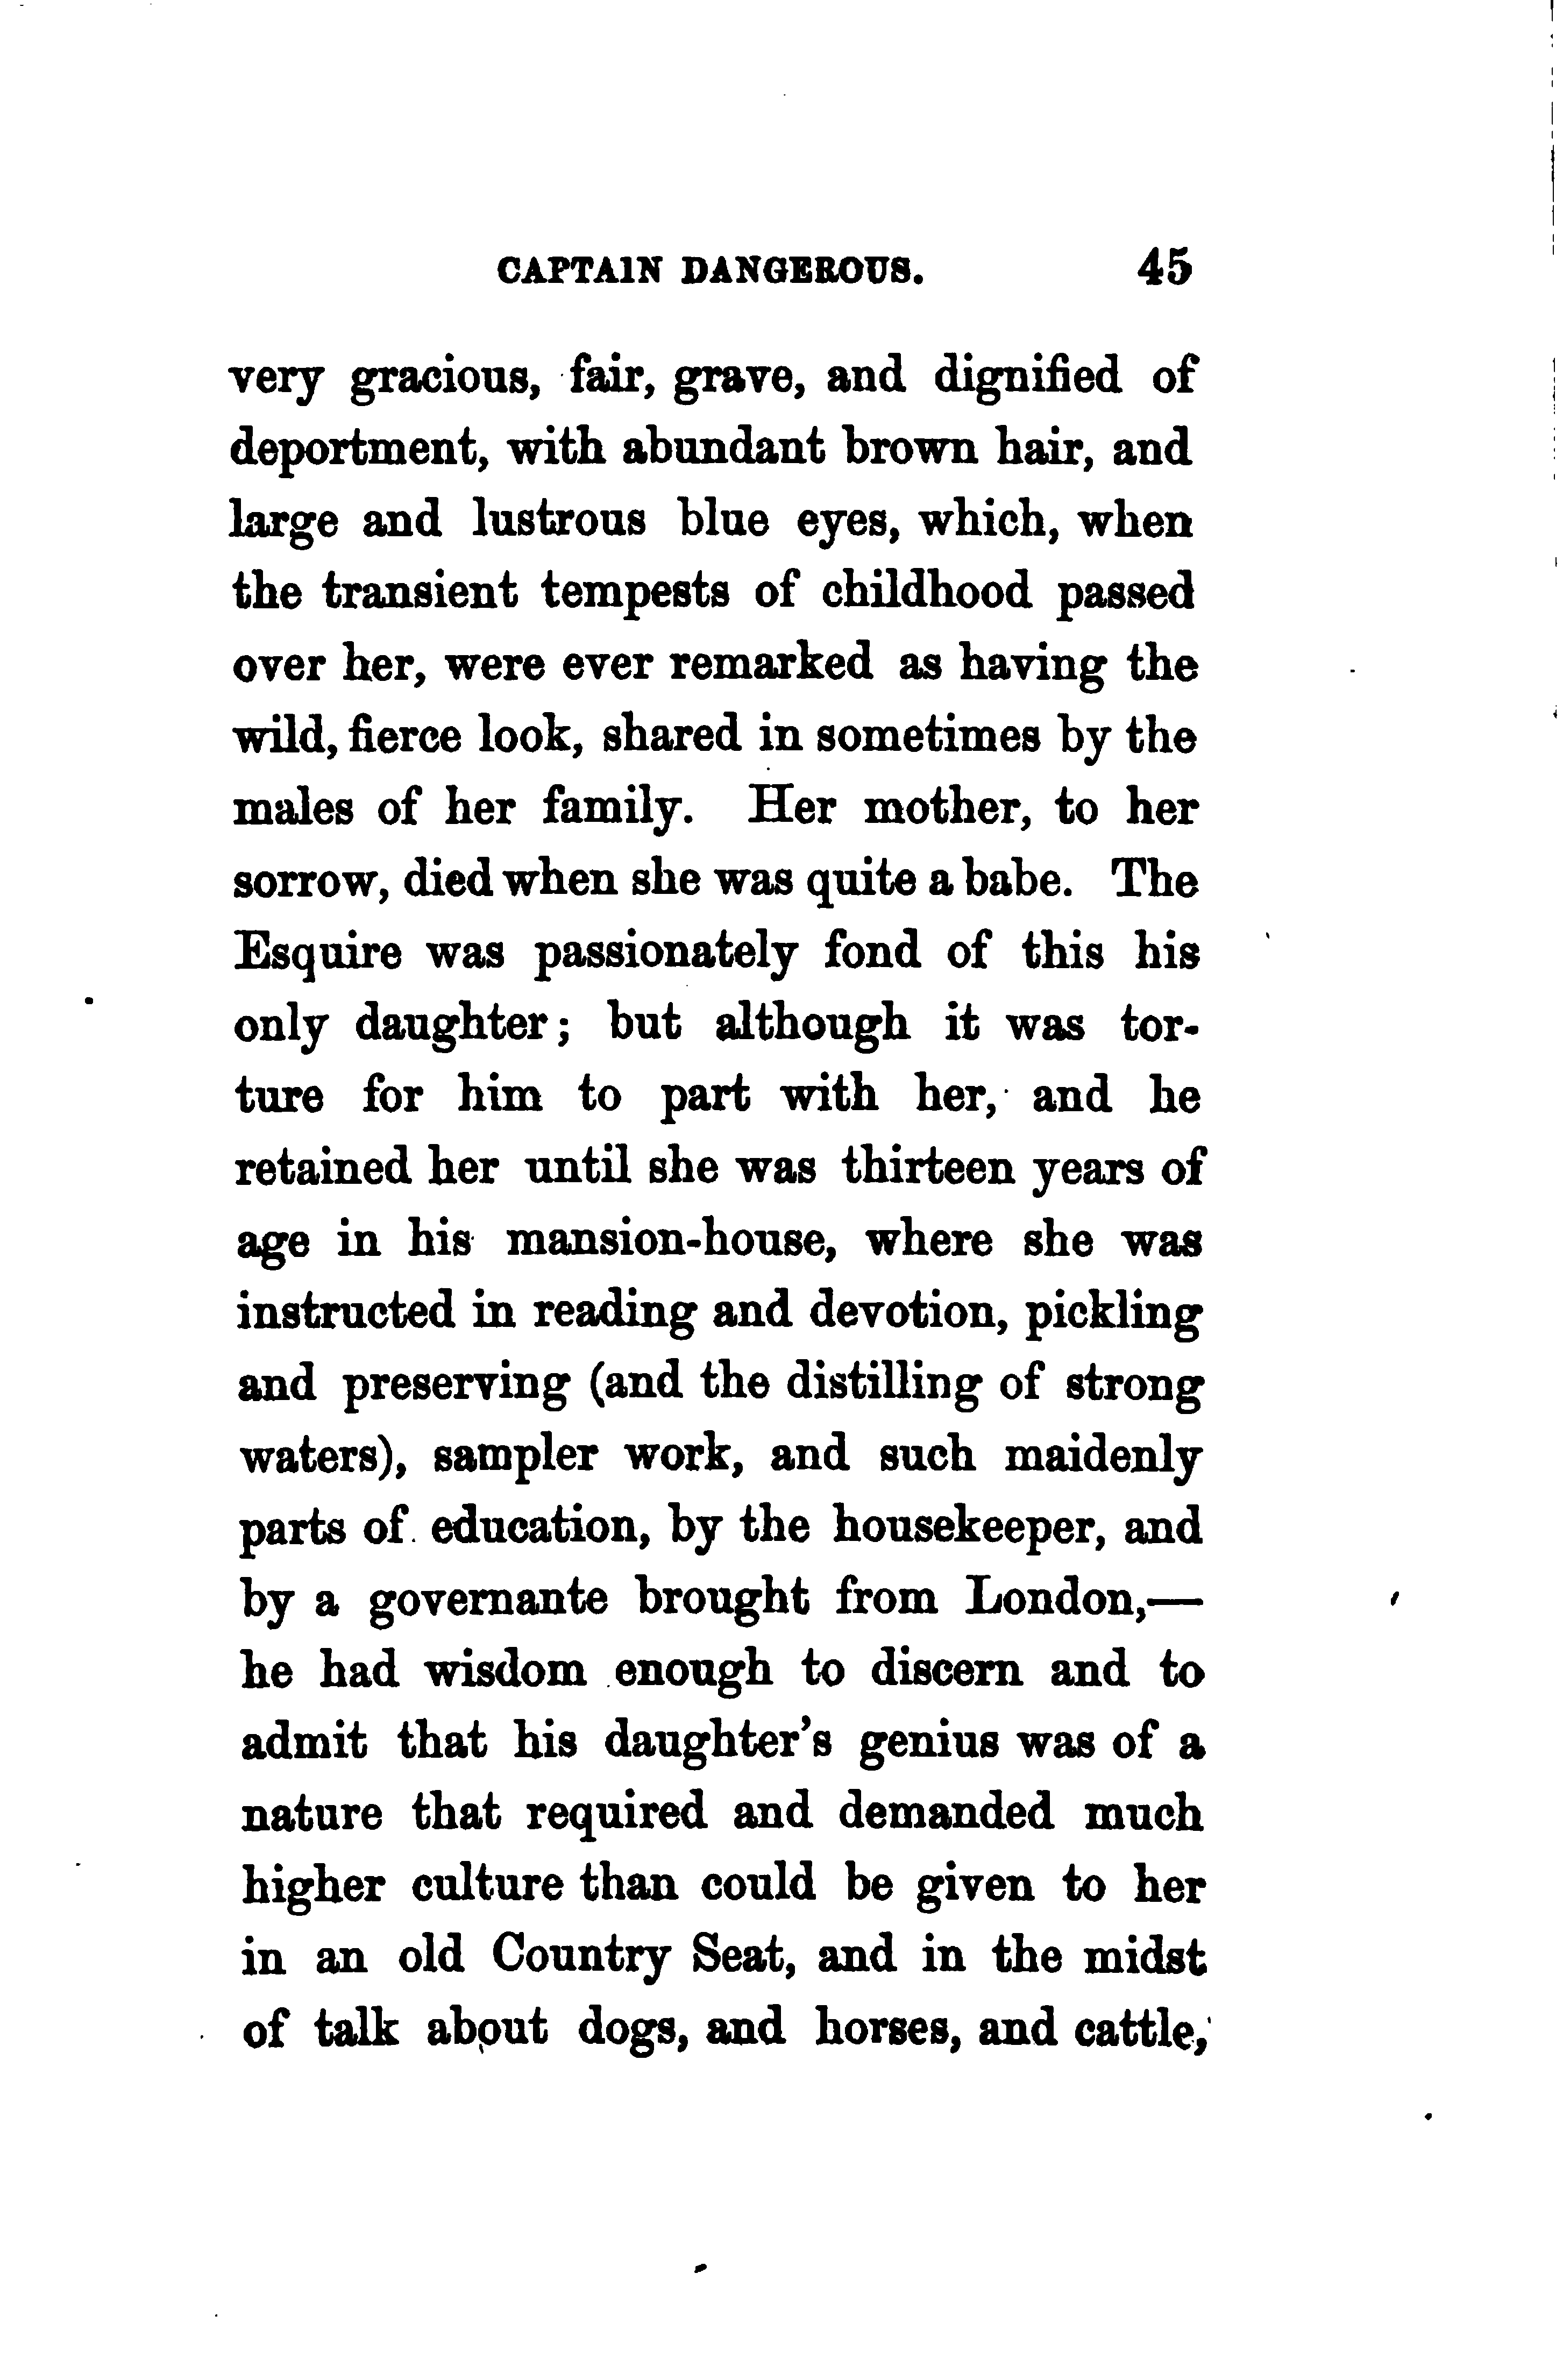 CAPTAIN DANGEROUS. 45
very gracious, fair, grave, and dignified of
deportment, with abundant brown hair, and
large and lustrous blue eyes, which, when
the transient tempests of childhood passed
over her, were ever remarked as having the
wild, fierce look, shared in sometimes by the
males of her family. Her mother, to her
sorrow, died when she was quite a babe. The
Esquire was passionately fond of this his
only daughter; but although it was tor-
ture for him to part with her, and he
retained her until she was thirteen years of
age in his mansion-house, where she was
instructed in reading and devotion, pickling
and preserving (and the distilling of strong
waters), sampler work, and such maidenly
parts of education, by the housekeeper, and
by a governante brought from London,—
he had wisdom enough to discern and to
admit that his daughter's genius was of a
nature that required and demanded much
higher culture than could be given to her
in an old Country Seat, and in the midst
of talk about dogs, and horses, and cattle,